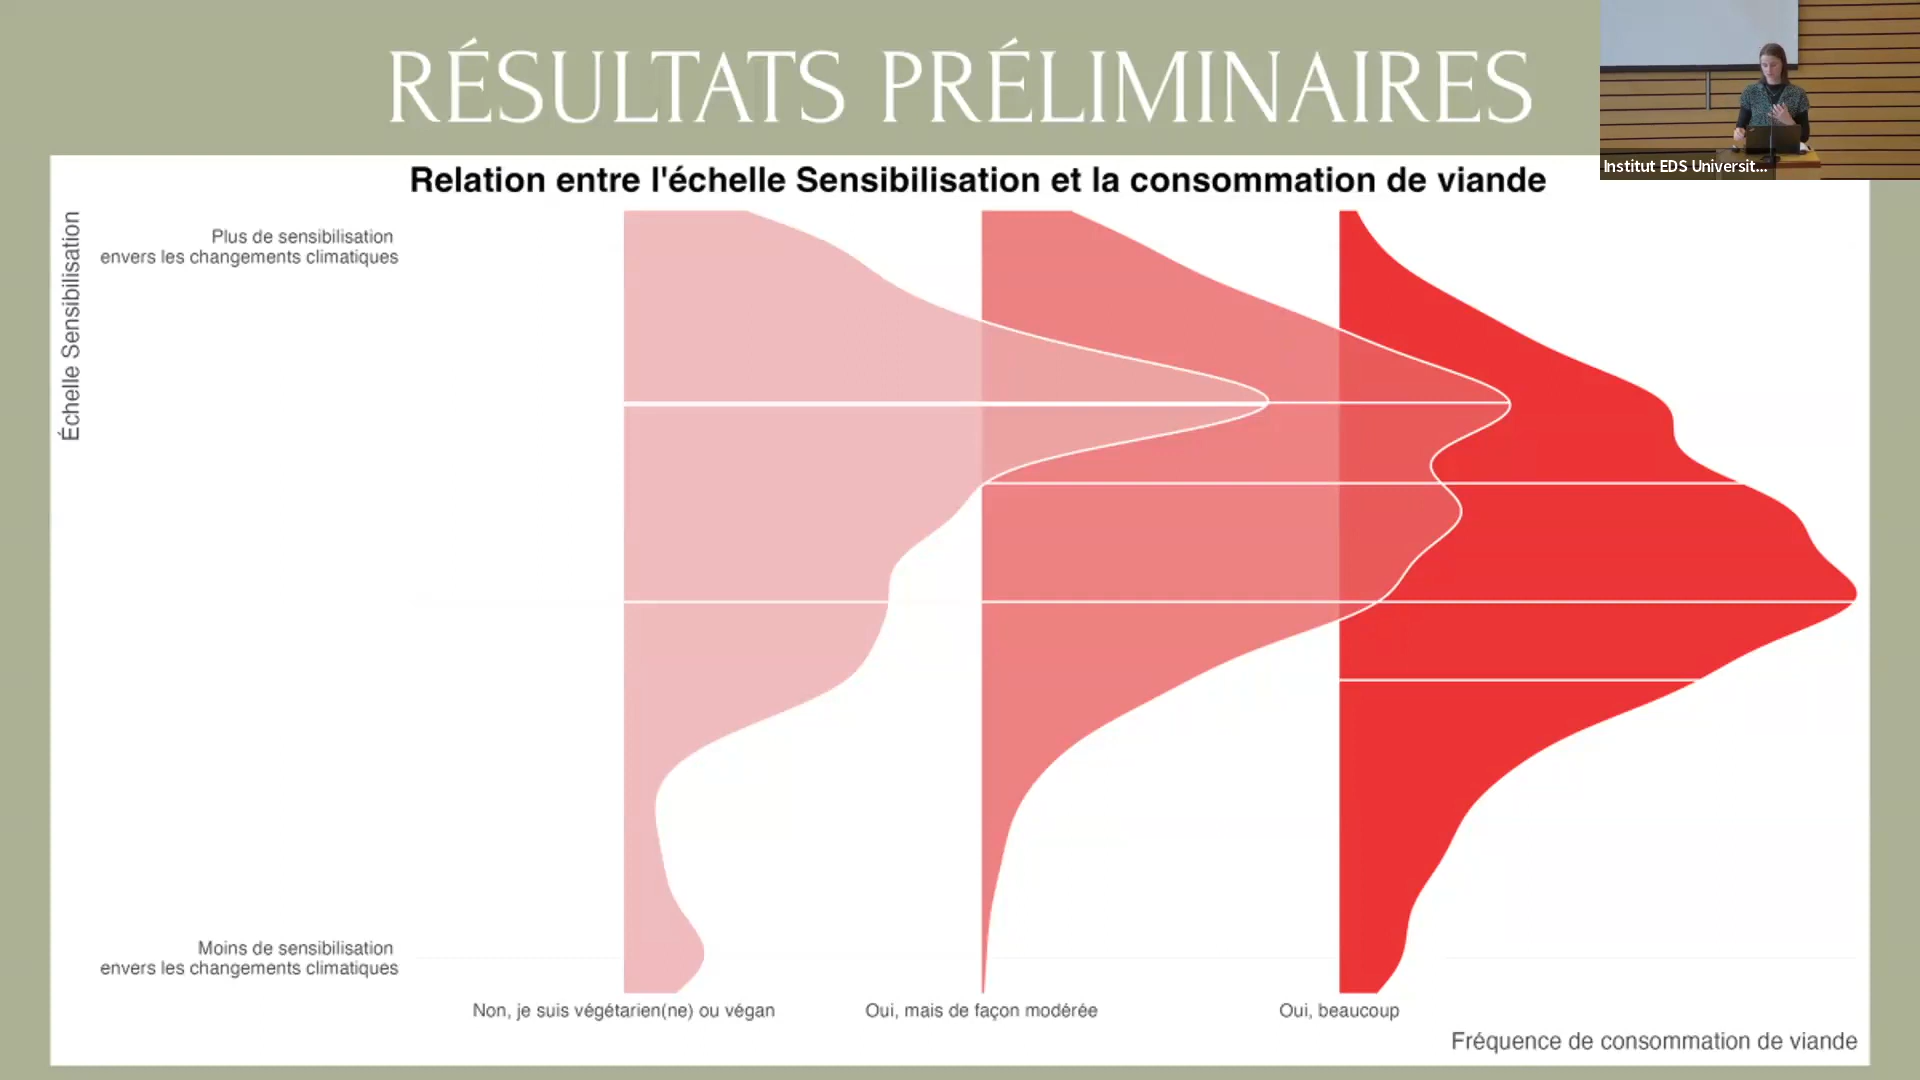 RÉSULTATS PRÉLIMINAIRES
Institut EDS Universit...
Relation entre l'échelle Sensibilisation et la consommation de viande
Échelle Sensibilisation
Plus de sensibilisation
envers les changements climatiques
Moins de sensibilisation
envers les changements climatiques
Non, je suis végétarien(ne) ou végan
Oui, mais de façon modérée
Oui, beaucoup
Fréquence de consommation de viande